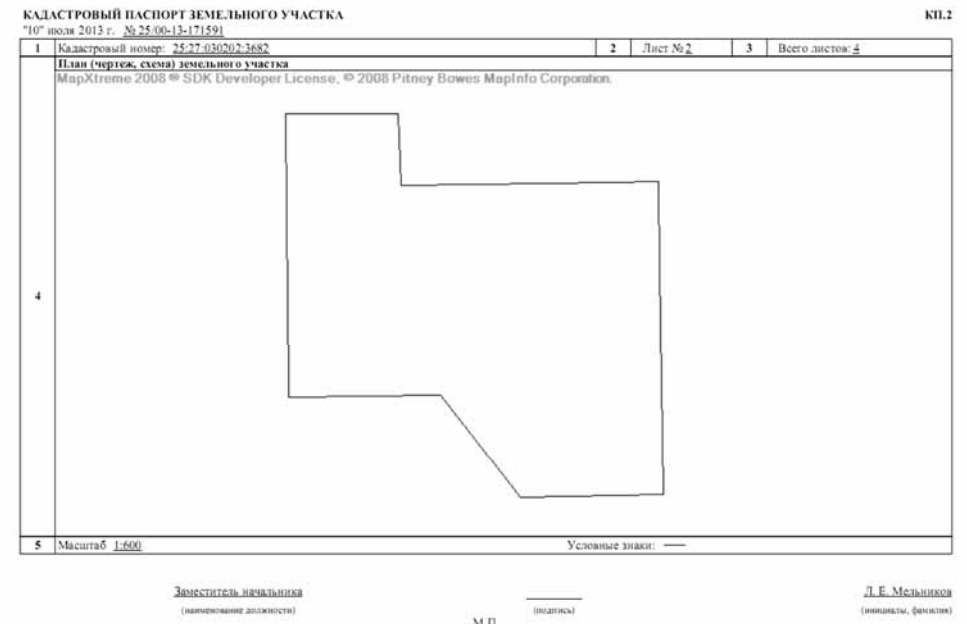 КАДАСТРОВЫЙ ПАСПОРТ ЗЕМЕЛЬНОГО УЧАСТКА КП.2
"10" июля 2013 г. № 25/00-13-171591
1 Кадастровый номер: 25:27:030202:3682 2 Лист № 2 3 Всего листов: 4
План (чертеж, схема) земельного участка
MapXtreme 2008 ® SDK Developer License, © 2008 Pitney Bowes MapInfo Corporation.
4
5 Масштаб 1:600 Условные знаки:
Заместитель начальника Л. Е. Мельников
(наименование должности) (подпись) (инициалы, фамилия)
М.П.